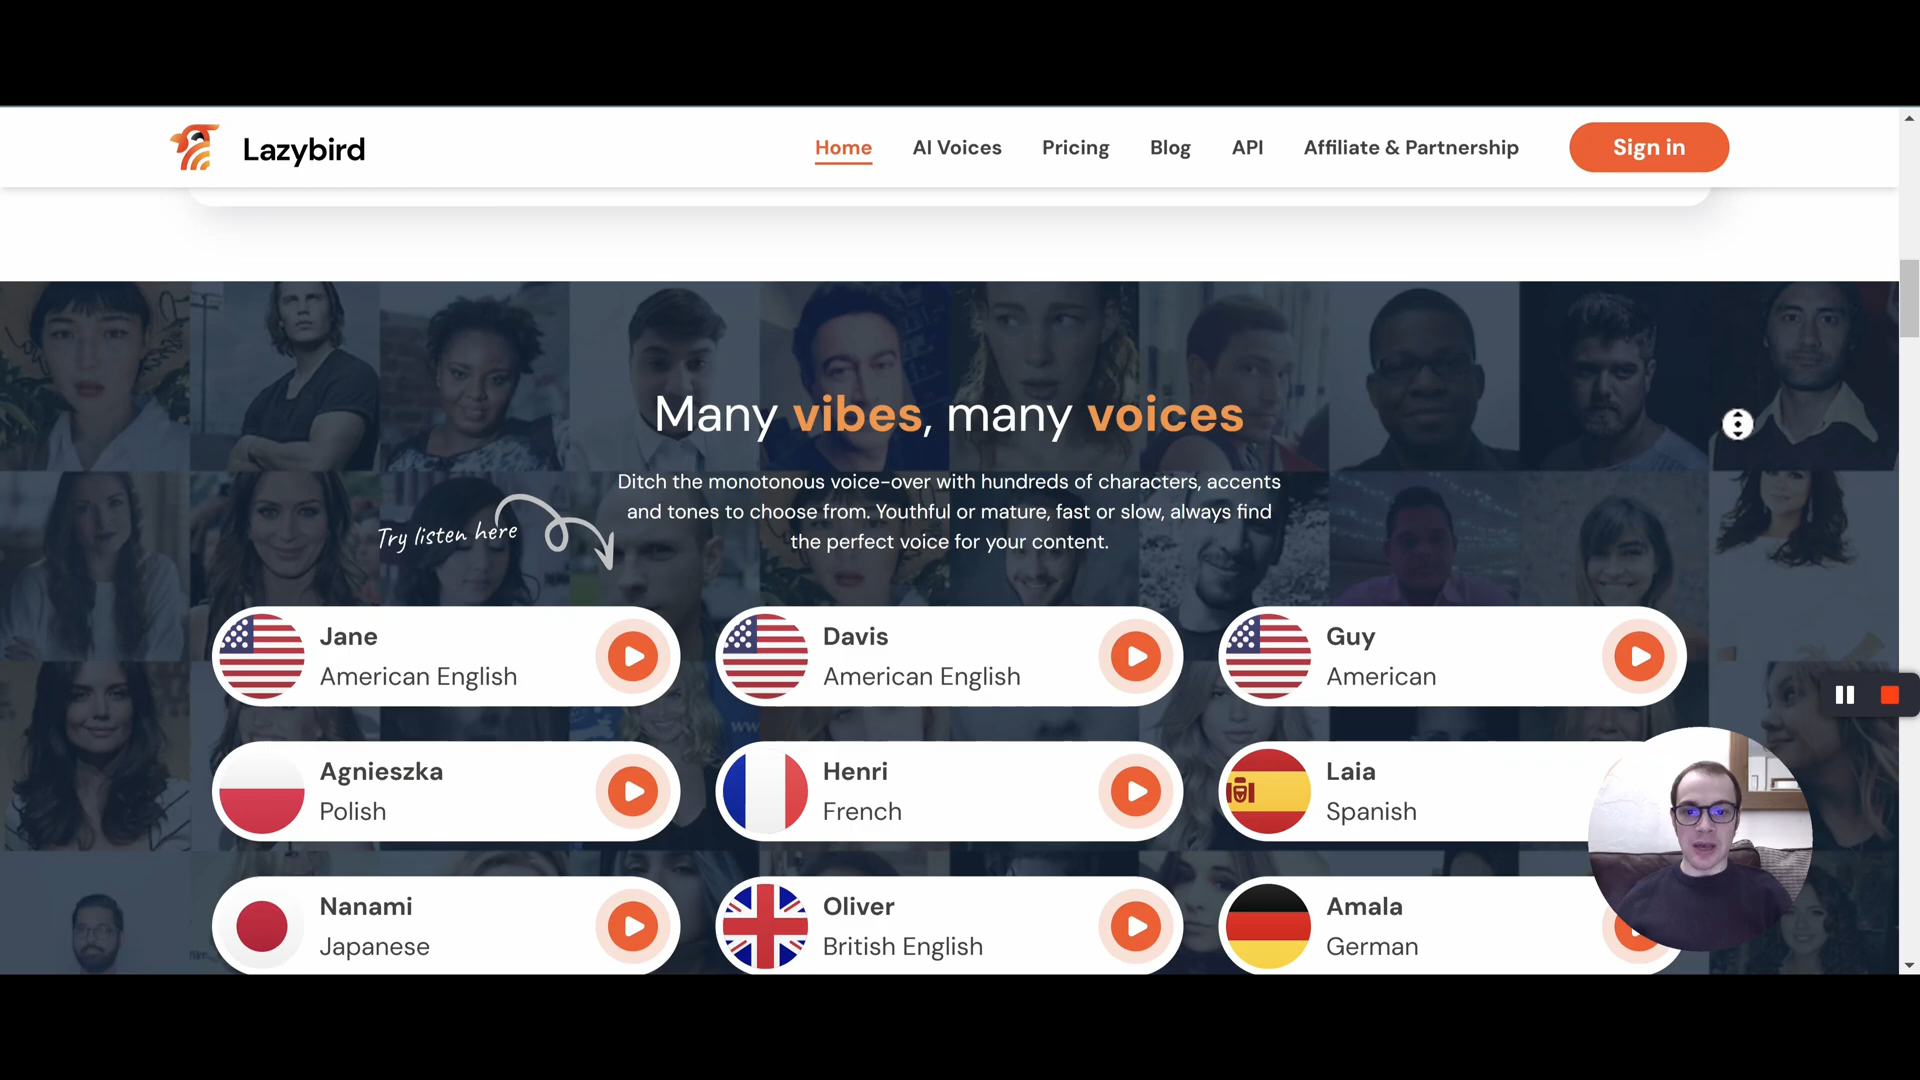 Lazybird
Home
AI Voices
Pricing
Blog
API
Affiliate & Partnership
Sign in
Many vibes, many voices
Ditch the monotonous voice-over with hundreds of characters, accents
and tones to choose from. Youthful or mature, fast or slow, always find
the perfect voice for your content.
Try listen here
Jane
American English
Davis
American English
Guy
American
Agnieszka
Polish
Henri
French
Laia
Spanish
Nanami
Japanese
Oliver
British English
Amala
German